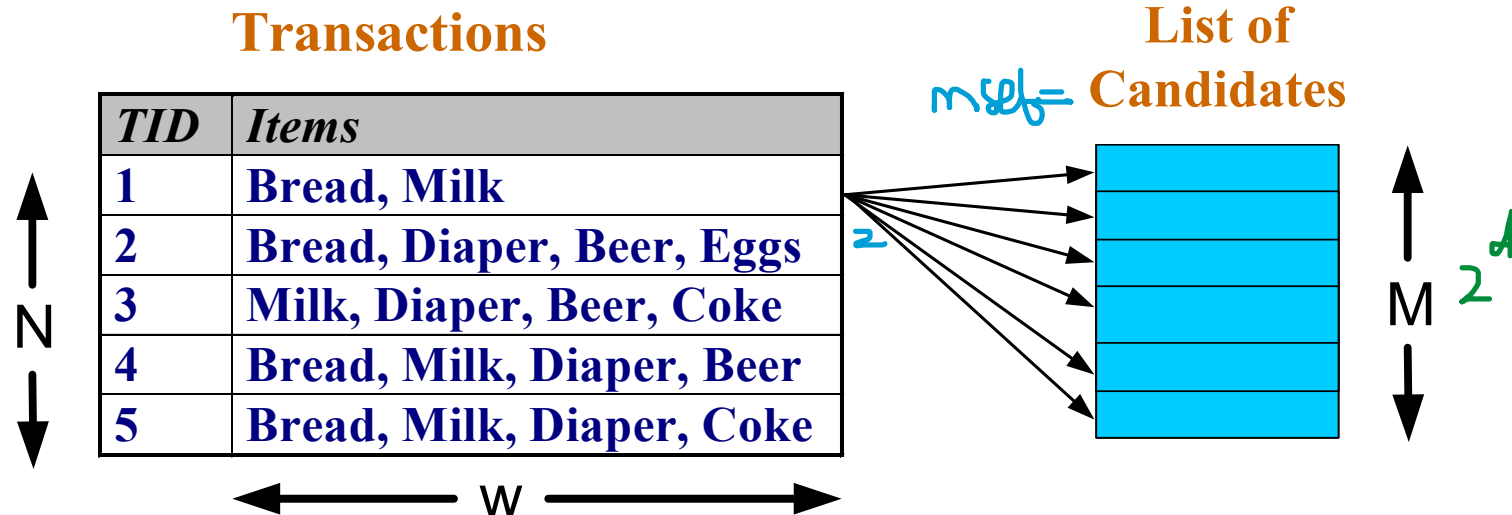 Transactions
List of
Candidates
TID Items
1 Bread, Milk
2 Bread, Diaper, Beer, Eggs
3 Milk, Diaper, Beer, Coke
4 Bread, Milk, Diaper, Beer
5 Bread, Milk, Diaper, Coke
N
w
M
2
2